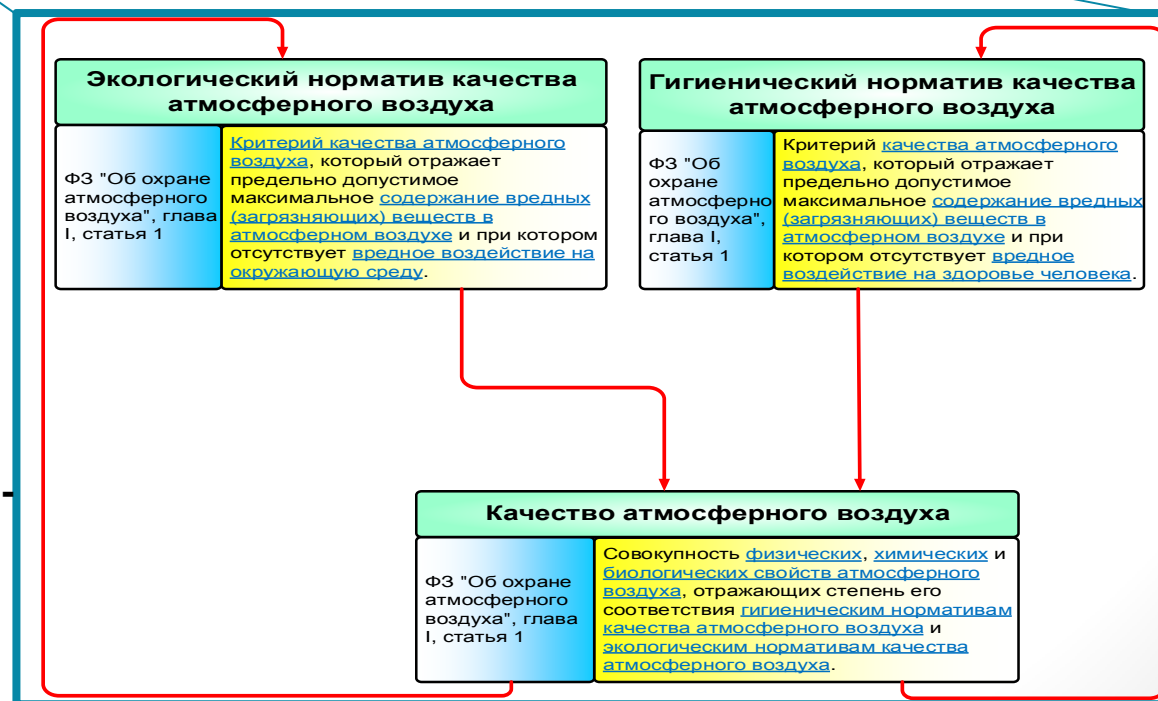 Экологический норматив качества
атмосферного воздуха
ФЗ "Об охране
атмосферного
воздуха", глава
I, статья 1
Критерий качества атмосферного
воздуха, который отражает
предельно допустимое
максимальное содержание вредных
(загрязняющих) веществ в
атмосферном воздухе и при котором
отсутствует вредное воздействие на
окружающую среду.
Гигиенический норматив качества
атмосферного воздуха
ФЗ "Об
охране
атмосферно
го воздуха",
глава I,
статья 1
Критерий качества атмосферного
воздуха, который отражает
предельно допустимое
максимальное содержание вредных
(загрязняющих) веществ в
атмосферном воздухе и при
котором отсутствует вредное
воздействие на здоровье человека.
Качество атмосферного воздуха
ФЗ "Об охране
атмосферного
воздуха", глава
I, статья 1
Совокупность физических, химических и
биологических свойств атмосферного
воздуха, отражающих степень его
соответствия гигиеническим нормативам
качества атмосферного воздуха и
экологическим нормативам качества
атмосферного воздуха.